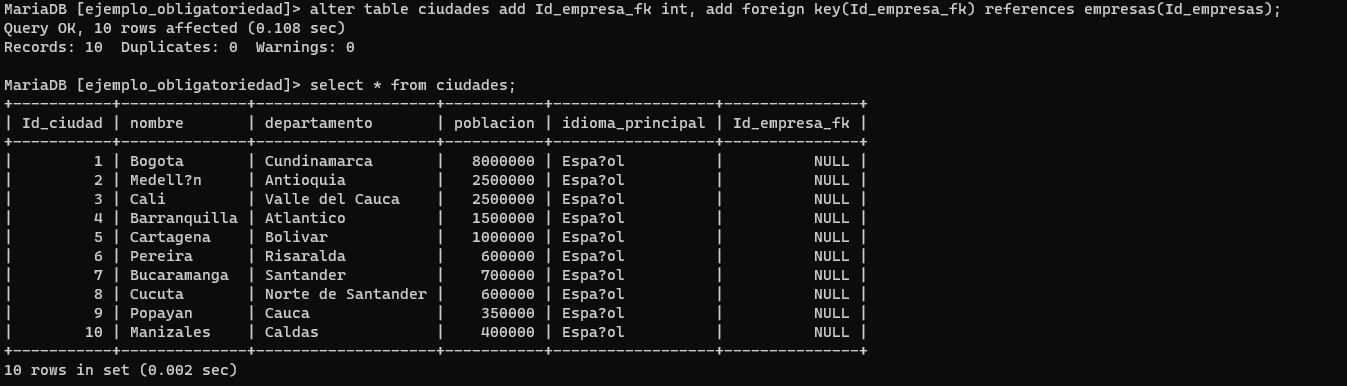 MariaDB [ejemplo_obligatoriedad]> alter table ciudades add Id_empresa_fk int, add foreign key(Id_empresa_fk) references empresas(Id_empresas);
Query OK, 10 rows affected (0.108 sec)
Records: 10  Duplicates: 0  Warnings: 0

MariaDB [ejemplo_obligatoriedad]> select * from ciudades;
+-----------+--------------+--------------------+-----------+------------------+---------------+
| Id_ciudad | nombre       | departamento       | poblacion | idioma_principal | Id_empresa_fk |
+-----------+--------------+--------------------+-----------+------------------+---------------+
|         1 | Bogota       | Cundinamarca       |   8000000 | Espa?ol          |          NULL |
|         2 | Medell?n     | Antioquia          |   2500000 | Espa?ol          |          NULL |
|         3 | Cali         | Valle del Cauca    |   2500000 | Espa?ol          |          NULL |
|         4 | Barranquilla | Atlantico          |   1500000 | Espa?ol          |          NULL |
|         5 | Cartagena    | Bolivar            |   1000000 | Espa?ol          |          NULL |
|         6 | Pereira      | Risaralda          |    600000 | Espa?ol          |          NULL |
|         7 | Bucaramanga  | Santander          |    700000 | Espa?ol          |          NULL |
|         8 | Cucuta       | Norte de Santander |    600000 | Espa?ol          |          NULL |
|         9 | Popayan      | Cauca              |    350000 | Espa?ol          |          NULL |
|        10 | Manizales    | Caldas             |    400000 | Espa?ol          |          NULL |
+-----------+--------------+--------------------+-----------+------------------+---------------+
10 rows in set (0.002 sec)